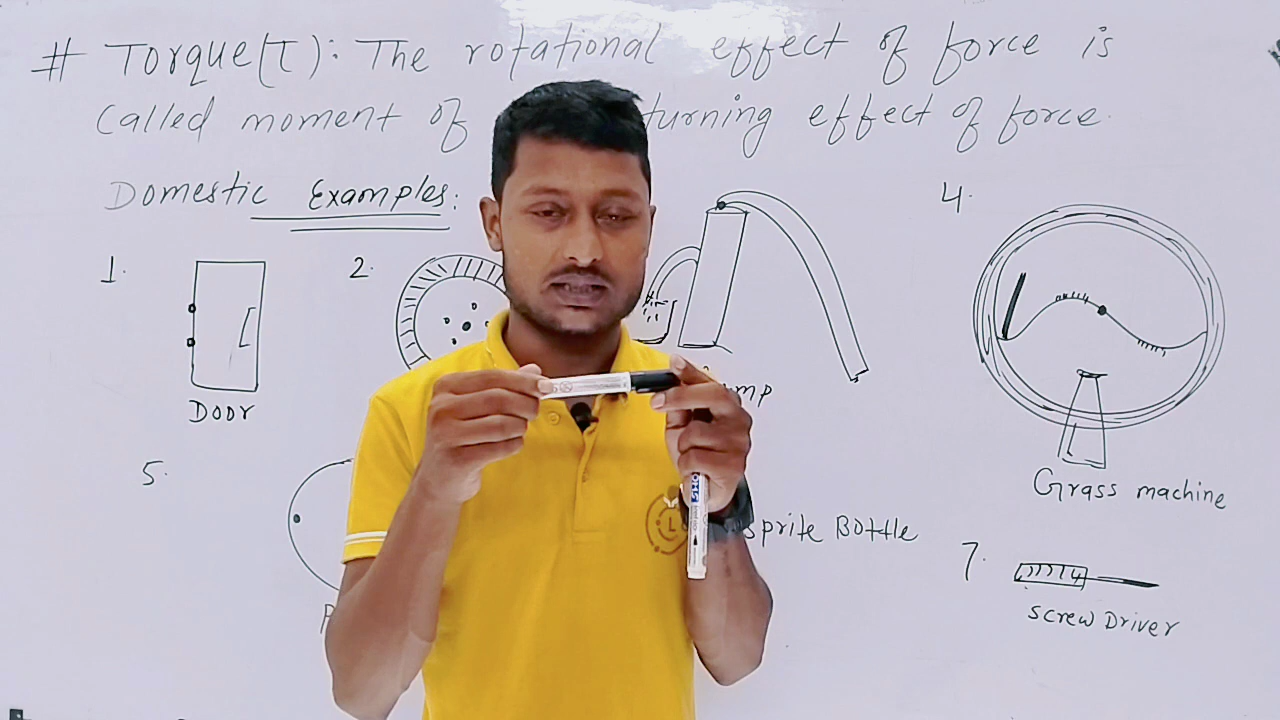 # Torque(τ): The rotational effect of force is
called moment of turning effect of force.
Domestic Examples:
1.
Door
2.
mp
4.
Grass machine
5.
sprite Bottle
7.
Screw Driver
L